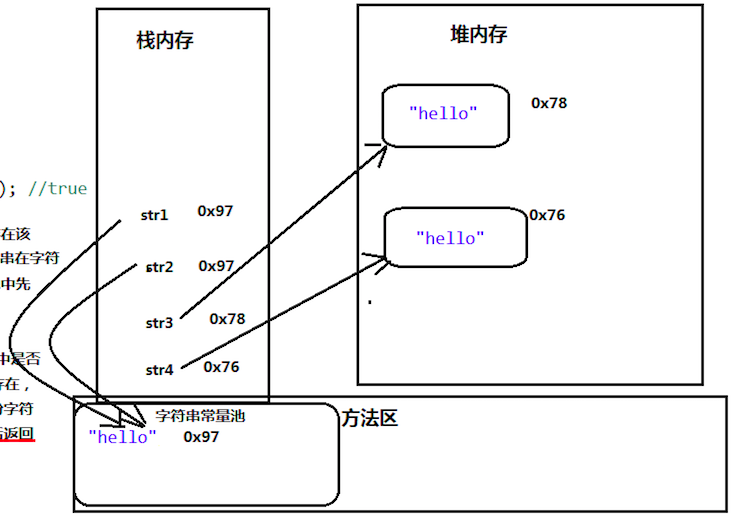 栈内存
堆内存
"hello" 0x78
); //true
str1 0x97
"hello" 0x76
在该
串在字符
str2 0x97
中先
str3 0x78
中是否
str4 0x76
存在，
字符
字符串常量池
方法区
返回
"hello" 0x97